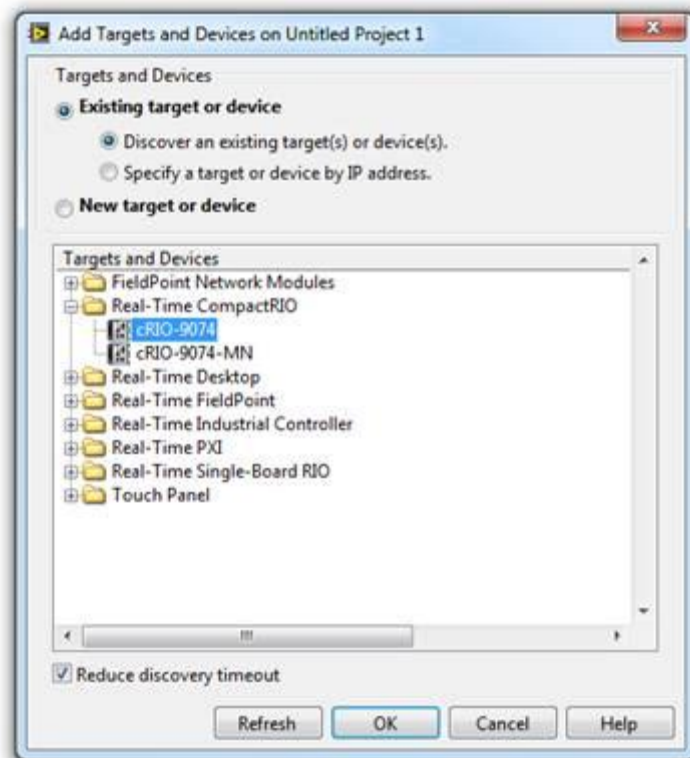 Add Targets and Devices on Untitled Project 1
Targets and Devices
Existing target or device
Discover an existing target(s) or device(s).
Specify a target or device by IP address.
New target or device
Targets and Devices
FieldPoint Network Modules
Real-Time CompactRIO
cRIO-9074
cRIO-9074-MN
Real-Time Desktop
Real-Time FieldPoint
Real-Time Industrial Controller
Real-Time PXI
Real-Time Single-Board RIO
Touch Panel
Reduce discovery timeout
Refresh OK Cancel Help